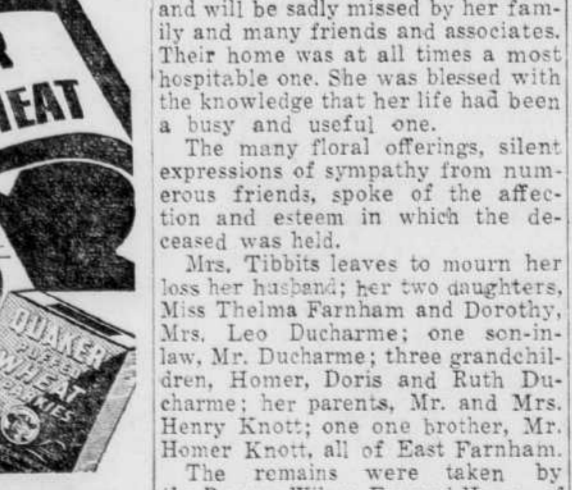 R
HEAT
QUAKER
PUFFED
WHEAT
and will be sadly missed by her fam-
ily and many friends and associates.
Their home was at all times a most
hospitable one. She was blessed with
the knowledge that her life had been
a busy and useful one.
The many floral offerings, silent
expressions of sympathy from num-
erous friends, spoke of the affec-
tion and esteem in which the de-
ceased was held.
Mrs. Tibbits leaves to mourn her
loss her husband; her two daughters,
Miss Thelma Farnham and Dorothy,
Mrs. Leo Ducharme; one son-in-
law, Mr. Ducharme; three grandchil-
dren, Homer, Doris and Ruth Du-
charme; her parents, Mr. and Mrs.
Henry Knott; one one brother, Mr.
Homer Knott, all of East Farnham.
The remains were taken by